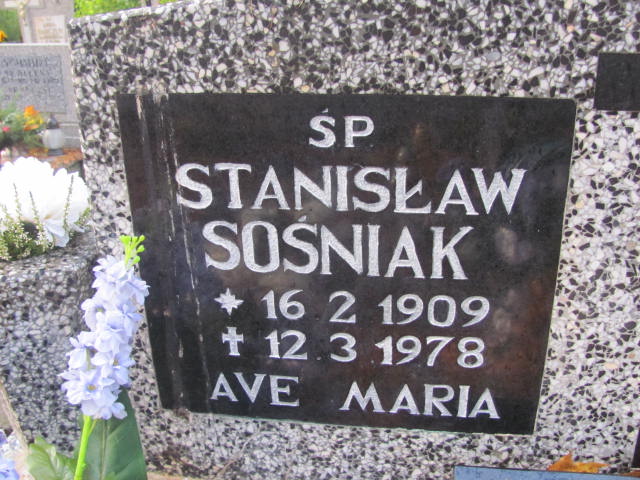 ŚP
STANISŁAW
SOŚNIAK
* 16 2 1909
† 12 3 1978
AVE MARIA